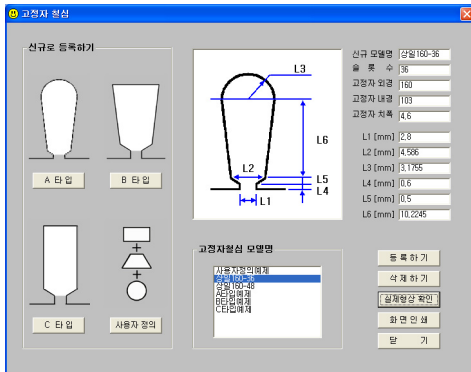 고정자 철심
신규로 등록하기
A 타입
B 타입
C 타입
사용자 정의
L3
L6
L2
L5
L4
L1
고정자철심 모델명
사용자정의예제
상일160-36
상일160-48
A타입예제
B타입예제
C타입예제
신규 모델명 상일160-36
슬 롯 수 36
고정자 외경 160
고정자 내경 103
고정자 치폭 4,6
L1 [mm] 2,8
L2 [mm] 4,586
L3 [mm] 3,1755
L4 [mm] 0,6
L5 [mm] 0,5
L6 [mm] 10,2245
등 록 하 기
삭 제 하 기
실제형상 확인
화 면 인 쇄
닫 기